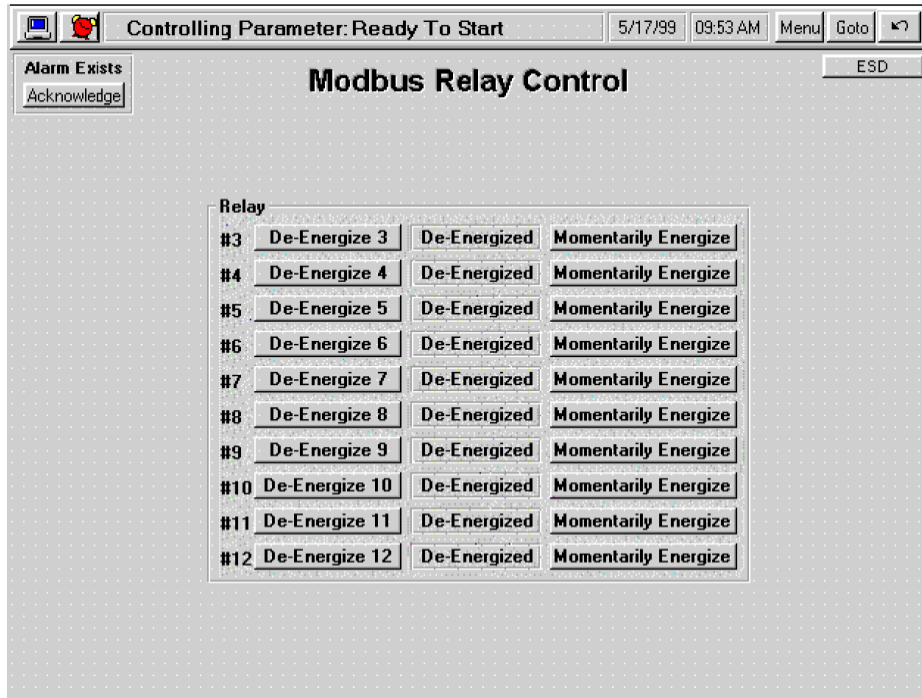 Controlling Parameter: Ready To Start 5/17/99 09:53 AM Menu Goto
Alarm Exists
Acknowledge
Modbus Relay Control
ESD
Relay
#3 De-Energize 3 De-Energized Momentarily Energize
#4 De-Energize 4 De-Energized Momentarily Energize
#5 De-Energize 5 De-Energized Momentarily Energize
#6 De-Energize 6 De-Energized Momentarily Energize
#7 De-Energize 7 De-Energized Momentarily Energize
#8 De-Energize 8 De-Energized Momentarily Energize
#9 De-Energize 9 De-Energized Momentarily Energize
#10 De-Energize 10 De-Energized Momentarily Energize
#11 De-Energize 11 De-Energized Momentarily Energize
#12 De-Energize 12 De-Energized Momentarily Energize